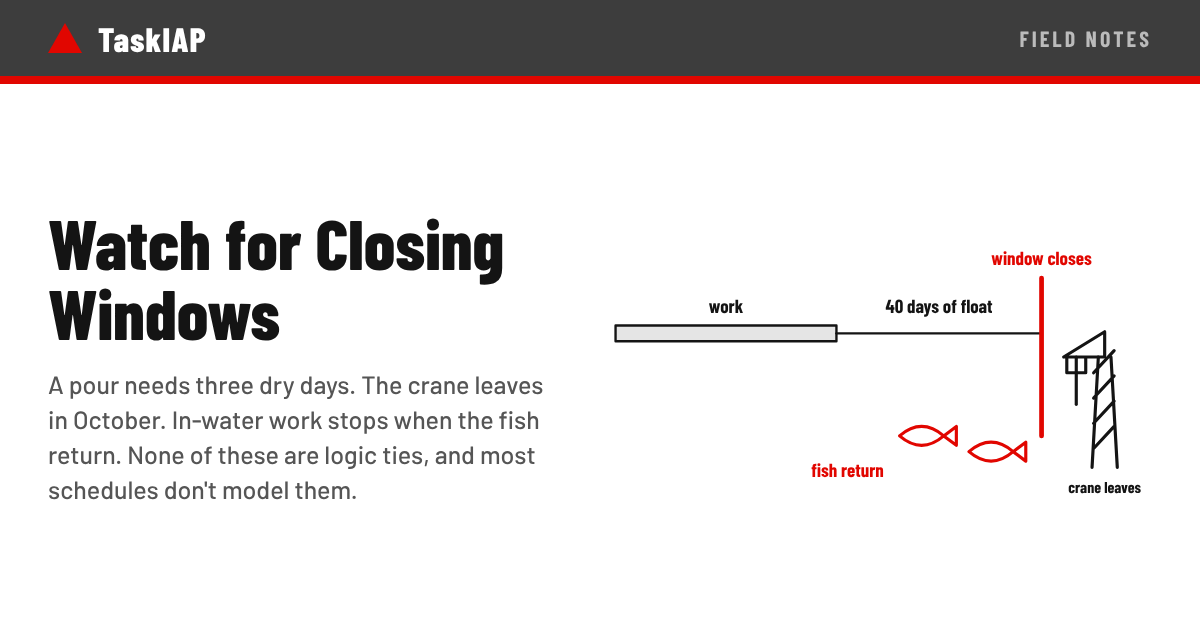 TaskIAP
FIELD NOTES
Watch for Closing
Windows
A pour needs three dry days. The crane leaves
in October. In-water work stops when the fish
return. None of these are logic ties, and most
schedules don't model them.
window closes
work
40 days of float
fish return
crane leaves